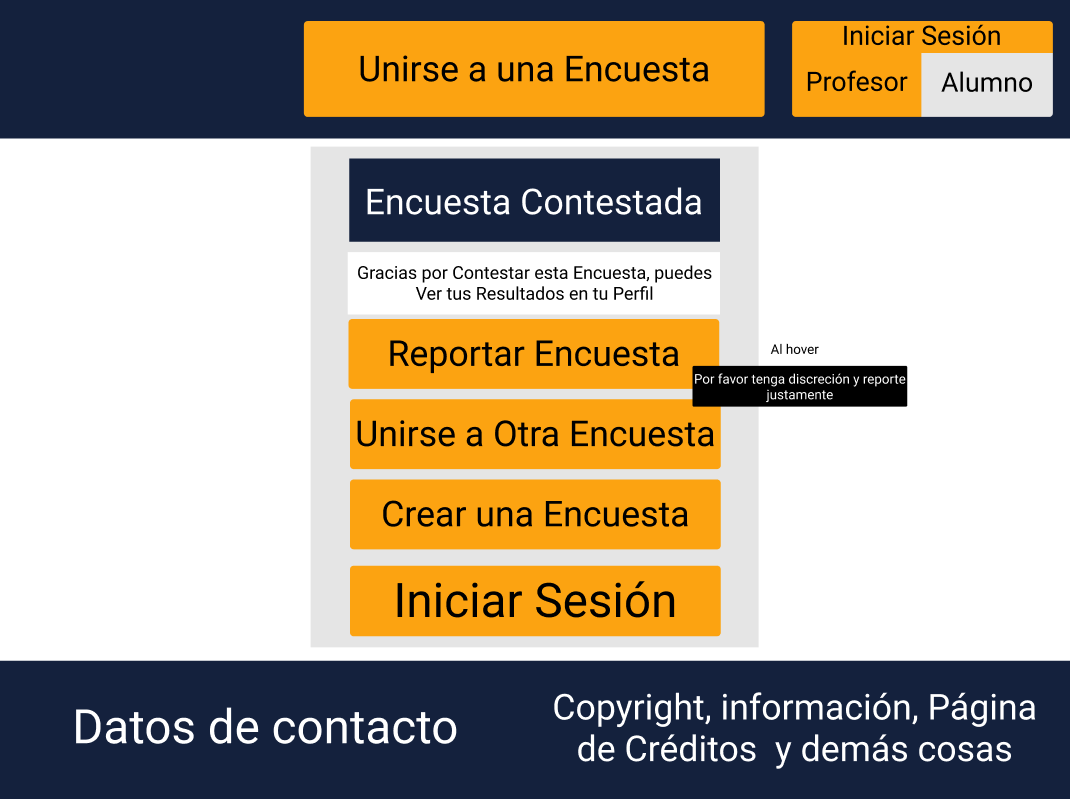 Unirse a una Encuesta
Iniciar Sesión
Profesor
Alumno
Encuesta Contestada
Gracias por Contestar esta Encuesta, puedes
Ver tus Resultados en tu Perfil
Reportar Encuesta
Al hover
Por favor tenga discreción y reporte
justamente
Unirse a Otra Encuesta
Crear una Encuesta
Iniciar Sesión
Datos de contacto
Copyright, información, Página
de Créditos  y demás cosas